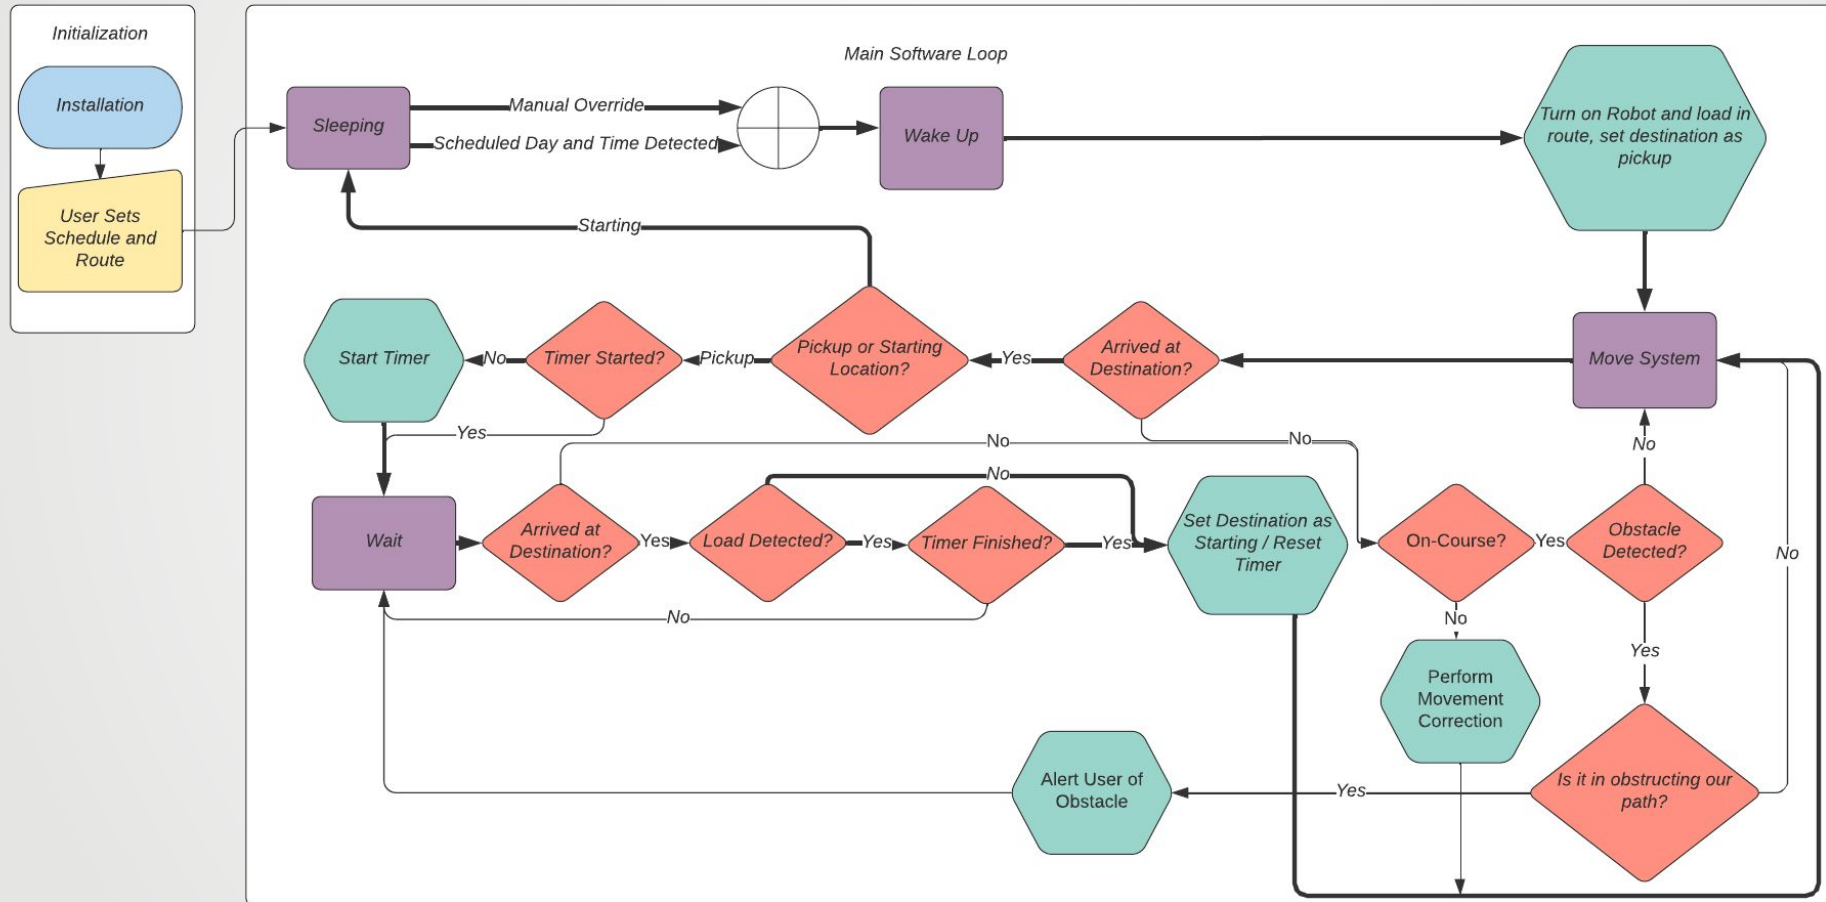 Initialization
Installation
User Sets
Schedule and
Route
Main Software Loop
Sleeping
Manual Override
Scheduled Day and Time Detected
Wake Up
Turn on Robot and load in
route, set destination as
pickup
Starting
Start Timer
No
Timer Started?
Pickup
Pickup or Starting
Location?
Yes
Arrived at
Destination?
Move System
Yes
No
No
No
No
Wait
Arrived at
Destination?
Yes
Load Detected?
Yes
Timer Finished?
Yes
Set Destination as
Starting / Reset
Timer
On-Course?
Yes
Obstacle
Detected?
No
No
No
Yes
Perform
Movement
Correction
Alert User of
Obstacle
Yes
Is it in obstructing our
path?